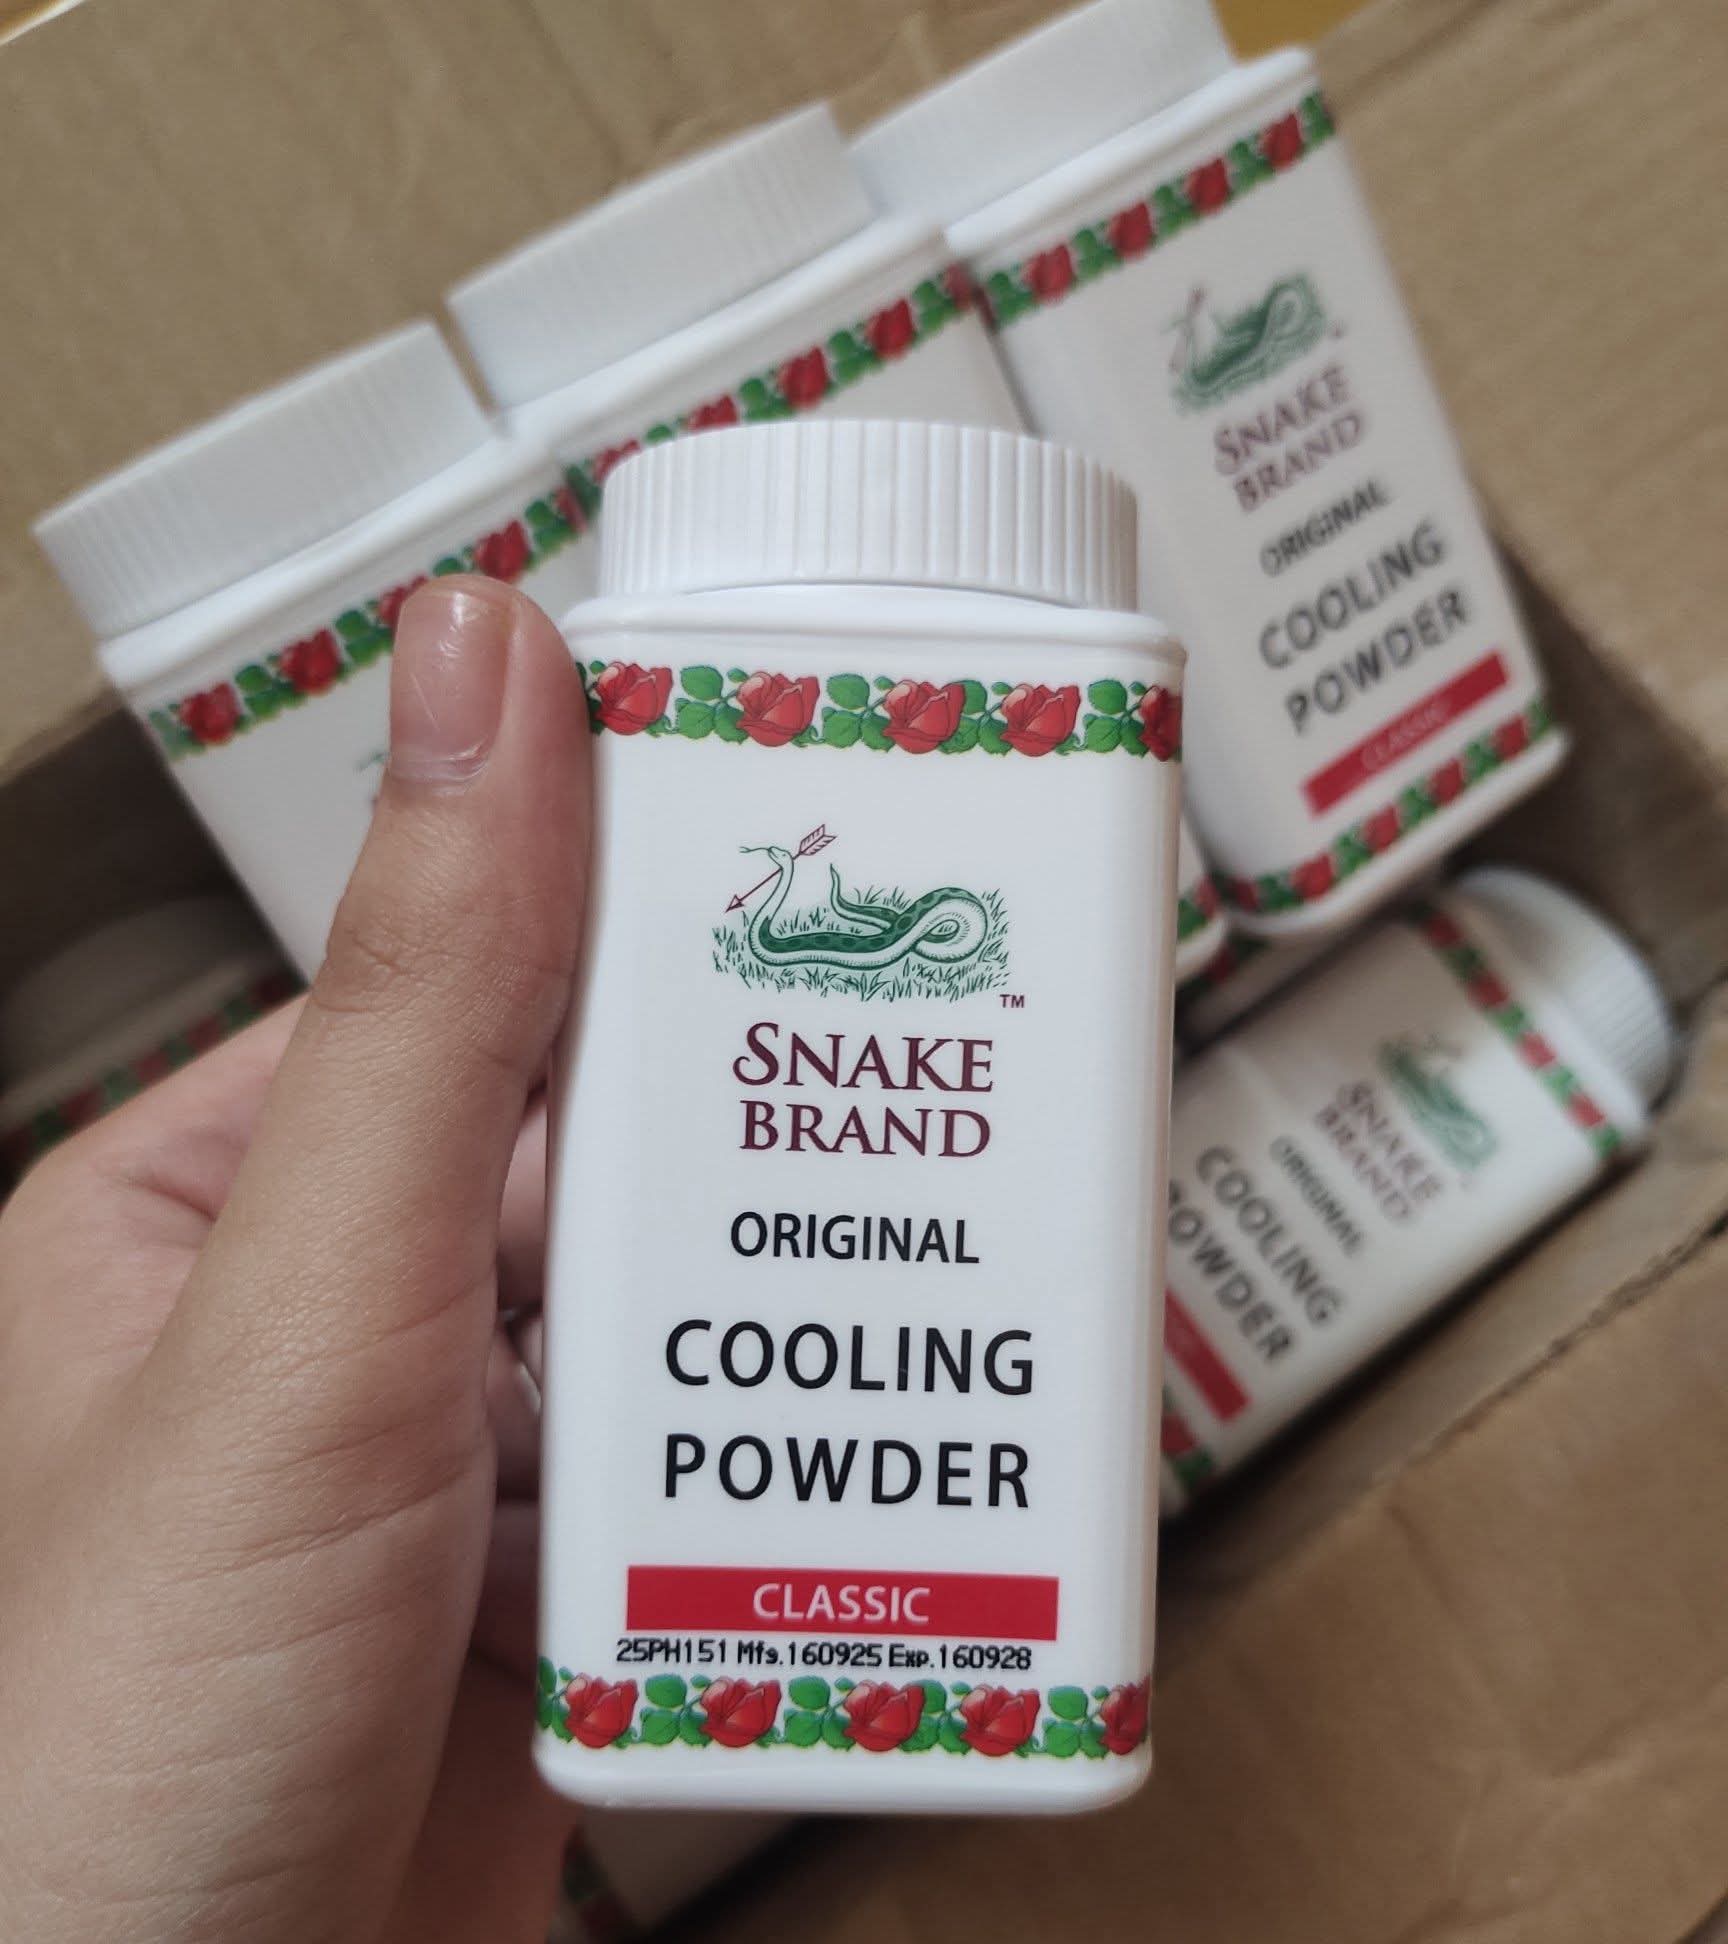 SNAKE
BRAND
ORIGINAL
COOLING
POWDER
CLASSIC
TM
SNAKE
BRAND
ORIGINAL
COOLING
POWDER
CLASSIC
25PH151 Mfs.160925 Exp.160928
SNAKE
BRAND
ORIGINAL
COOLING
POWDER